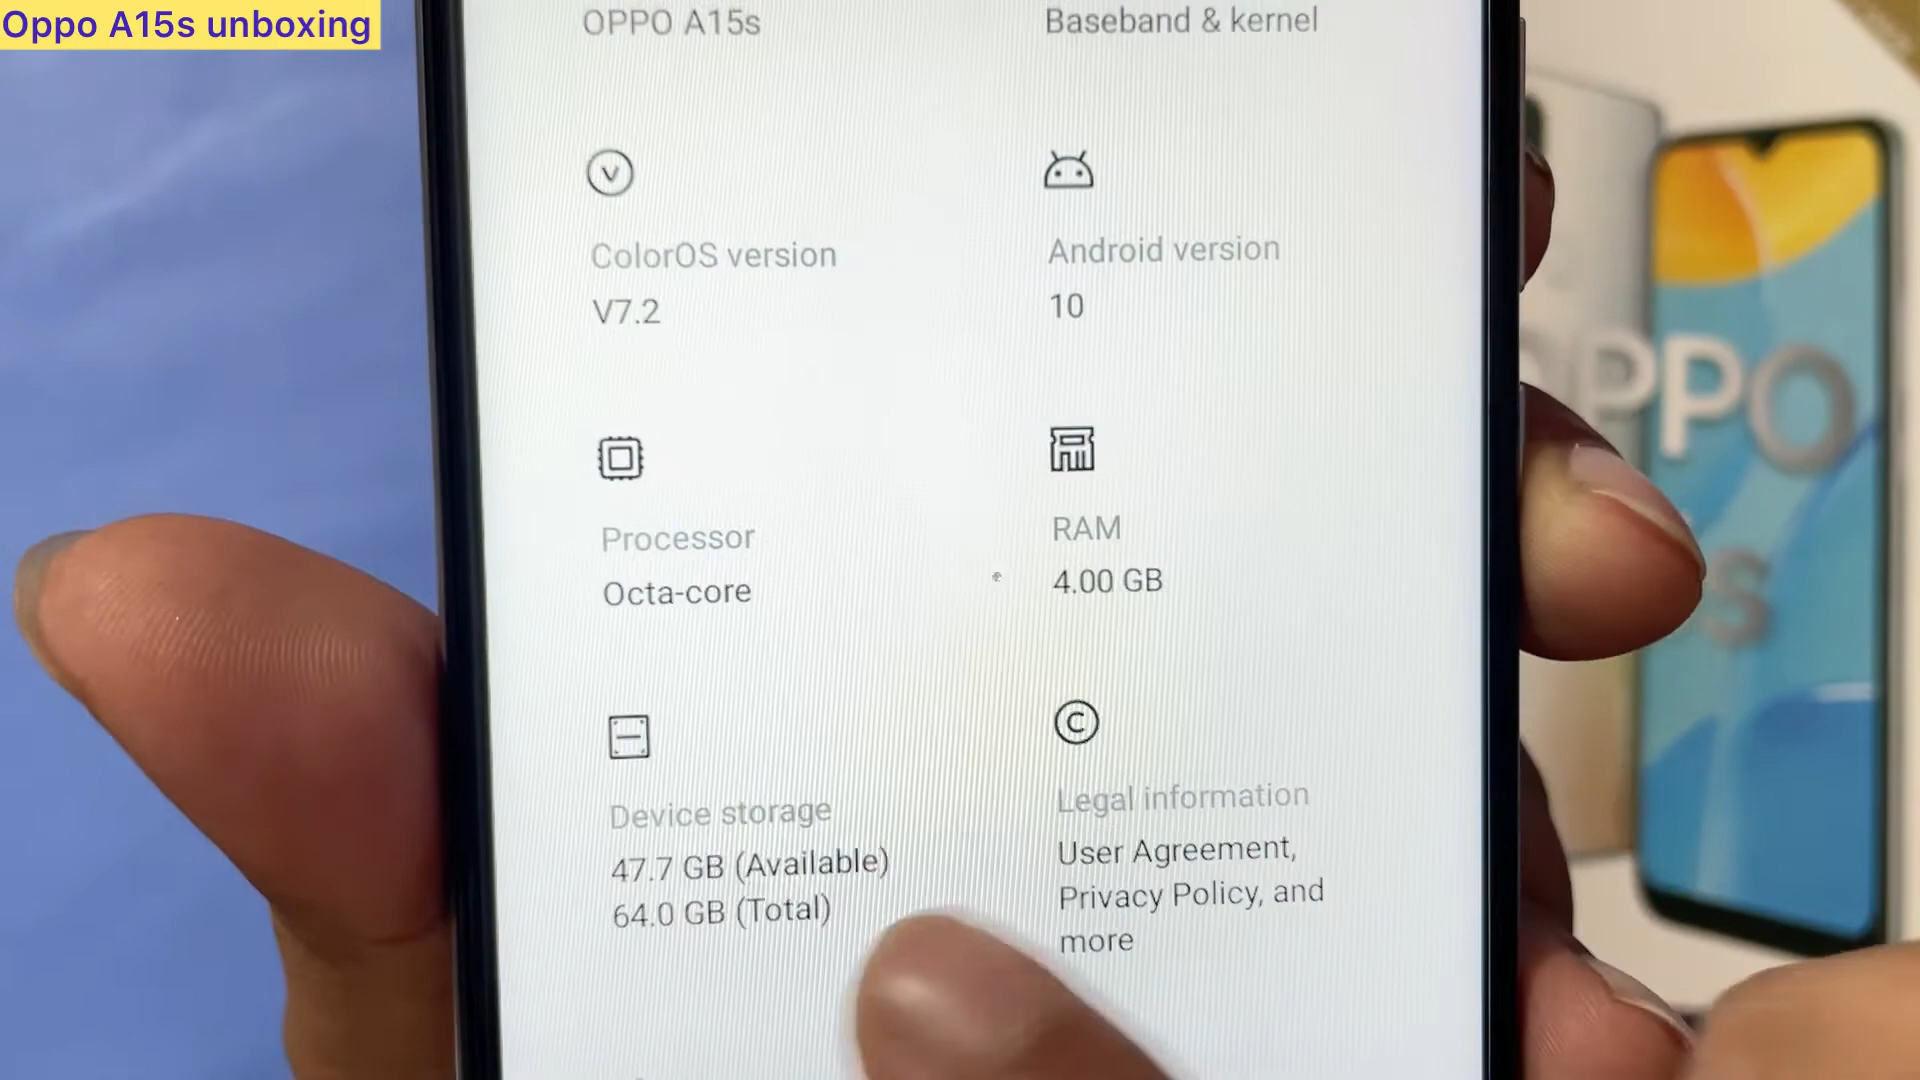 Oppo A15s unboxing
OPPO A15s
Baseband & kernel
ColorOS version
V7.2
Android version
10
Processor
Octa-core
RAM
4.00 GB
Device storage
47.7 GB (Available)
64.0 GB (Total)
Legal information
User Agreement,
Privacy Policy, and
more
OPPO